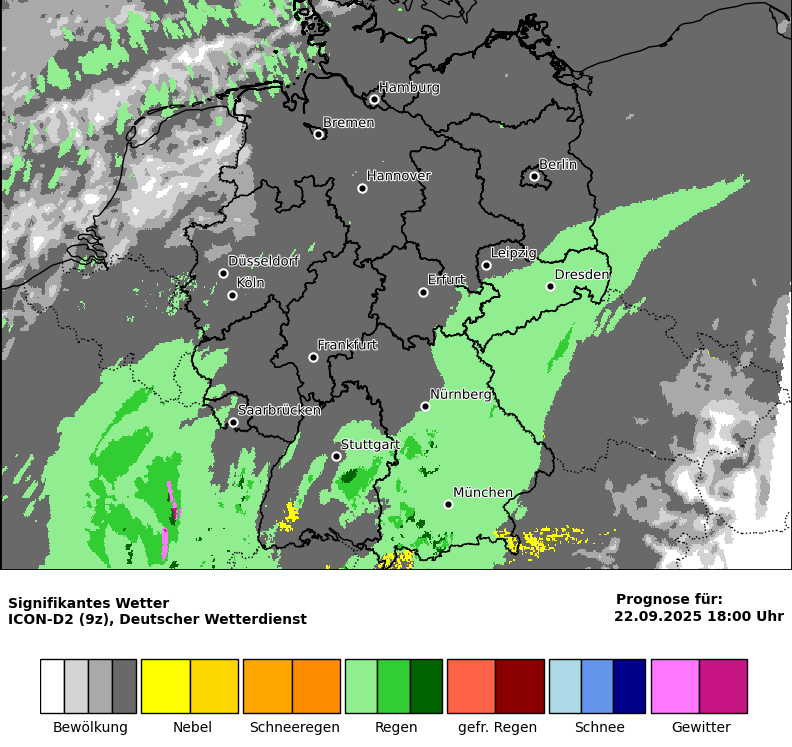 Hamburg
Bremen
Berlin
Hannover
Leipzig
Düsseldorf
Dresden
Köln
Erfurt
Frankfurt
Nürnberg
Saarbrücken
Stuttgart
München
Signifikantes Wetter
ICON-D2 (9z), Deutscher Wetterdienst
Prognose für:
22.09.2025 18:00 Uhr
Bewölkung Nebel Schneeregen Regen gefr. Regen Schnee Gewitter